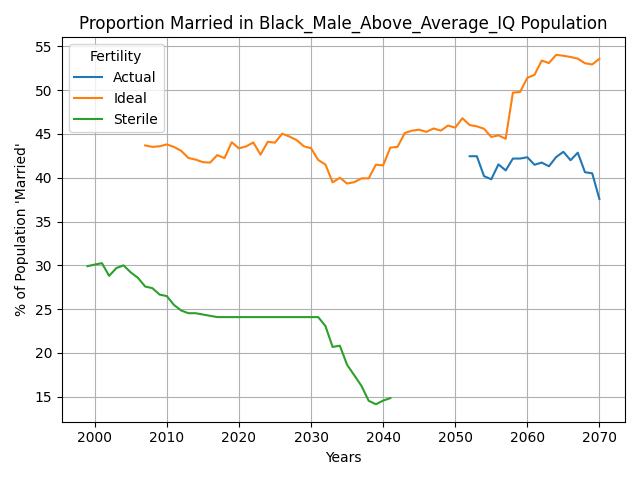 Proportion Married in Black_Male_Above_Average_IQ Population
Fertility
Actual
Ideal
Sterile
% of Population 'Married'
55
50
45
40
35
30
25
20
15
2000 2010 2020 2030 2040 2050 2060 2070
Years